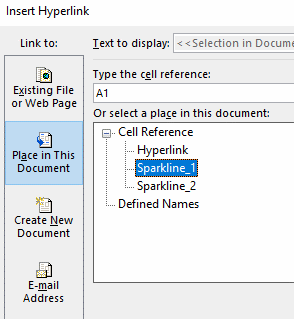 Insert Hyperlink
Link to:
Text to display: <<Selection in Docume
Existing File
or Web Page
Type the cell reference:
A1
Or select a place in this document:
Place in This
Document
Cell Reference
Hyperlink
Sparkline_1
Sparkline_2
Defined Names
Create New
Document
E-mail
Address